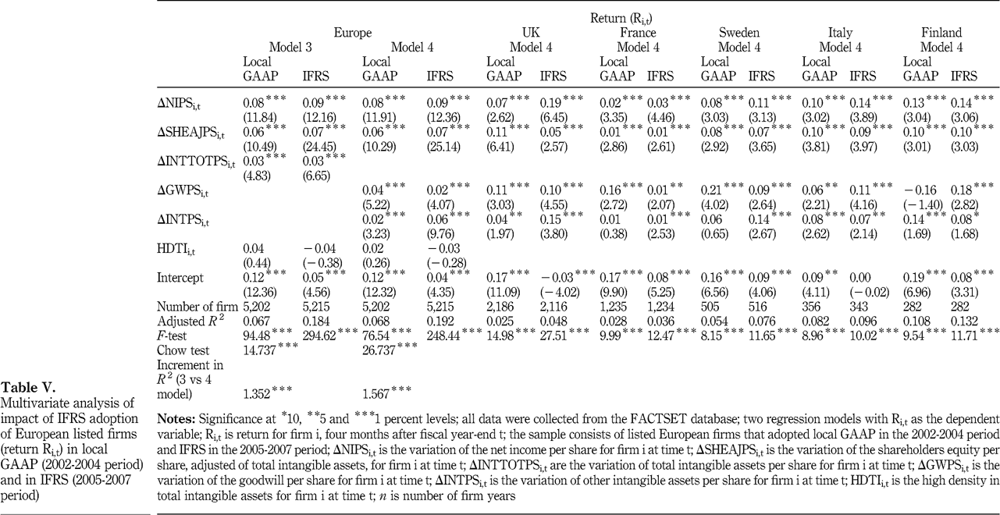 Return (Ri,t)
Europe UK France Sweden Italy Finland
Model 3 Model 4 Model 4 Model 4 Model 4 Model 4 Model 4
Local Local Local Local Local Local Local
GAAP IFRS GAAP IFRS GAAP IFRS GAAP IFRS GAAP IFRS GAAP IFRS GAAP IFRS
ΔNIPSi,t 0.08*** 0.09*** 0.08*** 0.09*** 0.07*** 0.19*** 0.02*** 0.03*** 0.08*** 0.11*** 0.10*** 0.14*** 0.13*** 0.14***
(11.84) (12.16) (11.91) (12.36) (2.62) (6.45) (3.35) (4.46) (3.03) (3.13) (3.02) (3.89) (3.04) (3.06)
ΔSHEAJPSi,t 0.06*** 0.07*** 0.06*** 0.07*** 0.11*** 0.05*** 0.01*** 0.01*** 0.08*** 0.07*** 0.10*** 0.09*** 0.10*** 0.10***
(10.49) (24.45) (10.29) (25.14) (6.41) (2.57) (2.86) (2.61) (2.92) (3.65) (3.81) (3.97) (3.01) (3.03)
ΔINTTOTPSi,t 0.03*** 0.03***
(4.83) (6.65)
ΔGWPSi,t 0.04*** 0.02*** 0.11*** 0.10*** 0.16*** 0.01** 0.21*** 0.09*** 0.06** 0.11*** −0.16 0.18***
(5.22) (4.07) (3.03) (4.55) (2.72) (2.07) (4.02) (2.64) (2.21) (4.16) (−1.40) (2.82)
ΔINTPSi,t 0.02*** 0.06*** 0.04** 0.15*** 0.01 0.01*** 0.06 0.14*** 0.08*** 0.07** 0.14*** 0.08*
(3.23) (9.76) (1.97) (3.80) (0.38) (2.53) (0.65) (2.67) (2.62) (2.14) (1.69) (1.68)
HDTIi,t 0.04 −0.04 0.02 −0.03
(0.44) (−0.38) (0.26) (−0.28)
Intercept 0.12*** 0.05*** 0.12*** 0.04*** 0.17*** −0.03*** 0.17*** 0.08*** 0.16*** 0.09*** 0.09** 0.00 0.19*** 0.08***
(12.36) (4.56) (12.32) (4.35) (11.09) (−4.02) (9.90) (5.25) (6.56) (4.06) (4.11) (−0.02) (6.96) (3.31)
Number of firm 5,202 5,215 5,202 5,215 2,186 2,116 1,235 1,234 505 516 356 343 282 282
Adjusted R2 0.067 0.184 0.068 0.192 0.025 0.048 0.028 0.036 0.054 0.076 0.082 0.096 0.108 0.132
F-test 94.48*** 294.62*** 76.54*** 248.44*** 14.98*** 27.51*** 9.99*** 12.47*** 8.15*** 11.65*** 8.96*** 10.02*** 9.54*** 11.71***
Chow test 14.737*** 26.737***
Increment in
R2 (3 vs 4
model) 1.352*** 1.567***
Notes: Significance at *10, **5 and ***1 percent levels; all data were collected from the FACTSET database; two regression models with Ri,t as the dependent
variable; Ri,t is return for firm i, four months after fiscal year-end t; the sample consists of listed European firms that adopted local GAAP in the 2002-2004 period
and IFRS in the 2005-2007 period; ΔNIPSi,t is the variation of the net income per share for firm i at time t; ΔSHEAJPSi,t is the variation of the shareholders equity per
share, adjusted of total intangible assets, for firm i at time t; ΔINTTOTPSi,t are the variation of total intangible assets per share for firm i at time t; ΔGWPSi,t is the
variation of the goodwill per share for firm i at time t; ΔINTPSi,t is the variation of other intangible assets per share for firm i at time t; HDTIi,t is the high density in
total intangible assets for firm i at time t; n is number of firm years
Table V.
Multivariate analysis of
impact of IFRS adoption
of European listed firms
(return Ri,t) in local
GAAP (2002-2004 period)
and in IFRS (2005-2007
period)